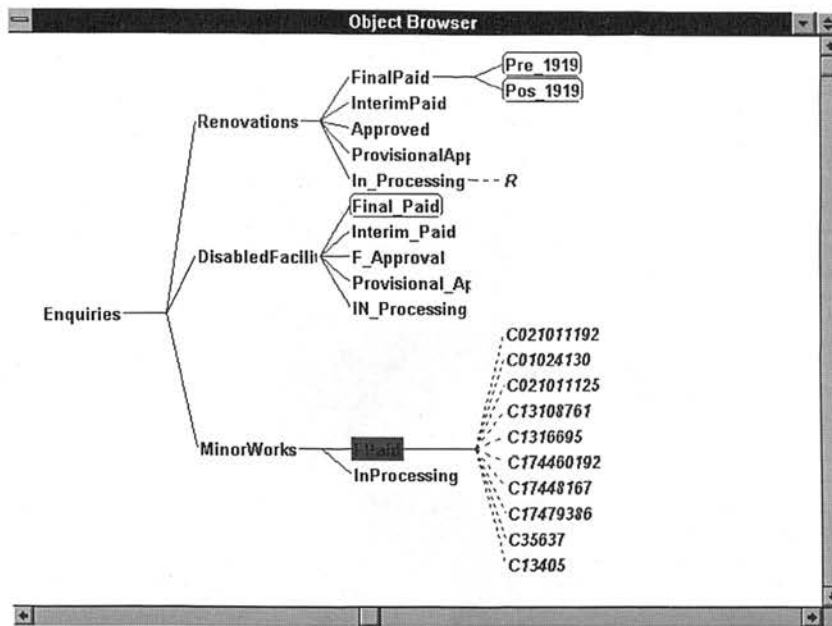 Object Browser
Pre_1919
FinalPaid
Pos_1919
InterimPaid
Renovations
Approved
ProvisionalApp
In_Processing
R
Final_Paid
Interim_Paid
DisabledFacili
F_Approval
Provisional_Ap
IN_Processing
Enquiries
C021011192
C01024130
C021011125
C13108761
C1316695
MinorWorks
FPaid
C174460192
InProcessing
C17448167
C17479386
C35637
C13405